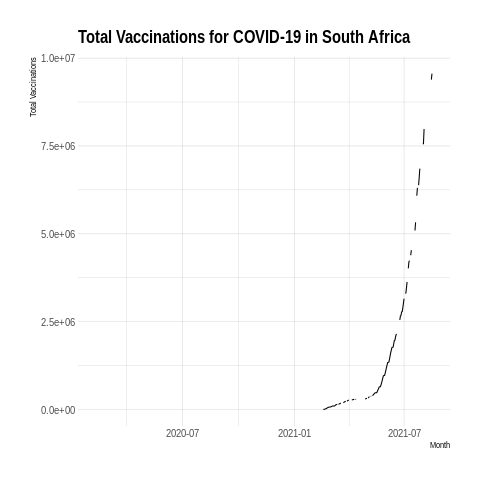 Total Vaccinations for COVID-19 in South Africa
Total Vaccinations
1.0e+07
7.5e+06
5.0e+06
2.5e+06
0.0e+00
2020-07
2021-01
2021-07
Month